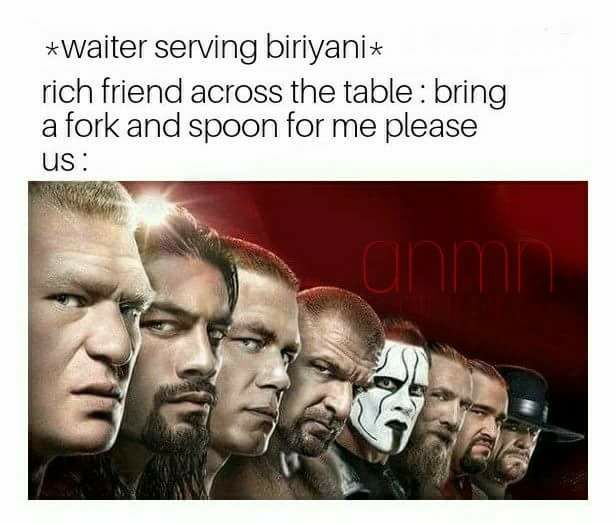 *waiter serving biriyani*
rich friend across the table : bring
a fork and spoon for me please
us :
anmn